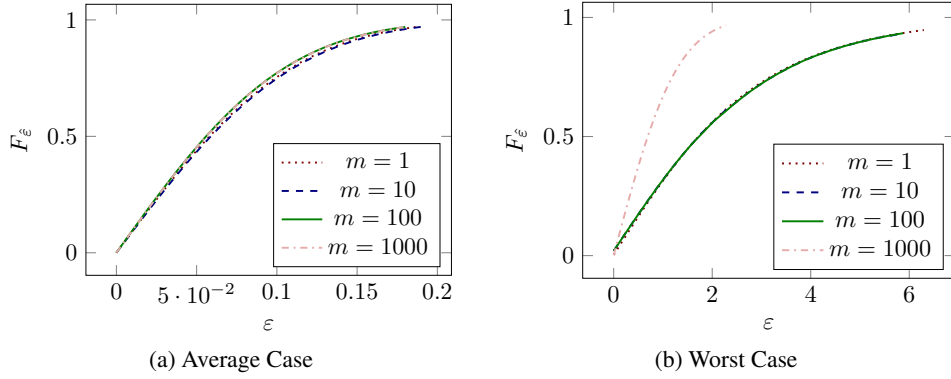 1
0.5
0
F_ε̂
0
5 · 10⁻²
0.1
0.15
0.2
ε
m = 1
m = 10
m = 100
m = 1000
(a) Average Case
1
0.5
0
F_ε̂
0
2
4
6
ε
m = 1
m = 10
m = 100
m = 1000
(b) Worst Case